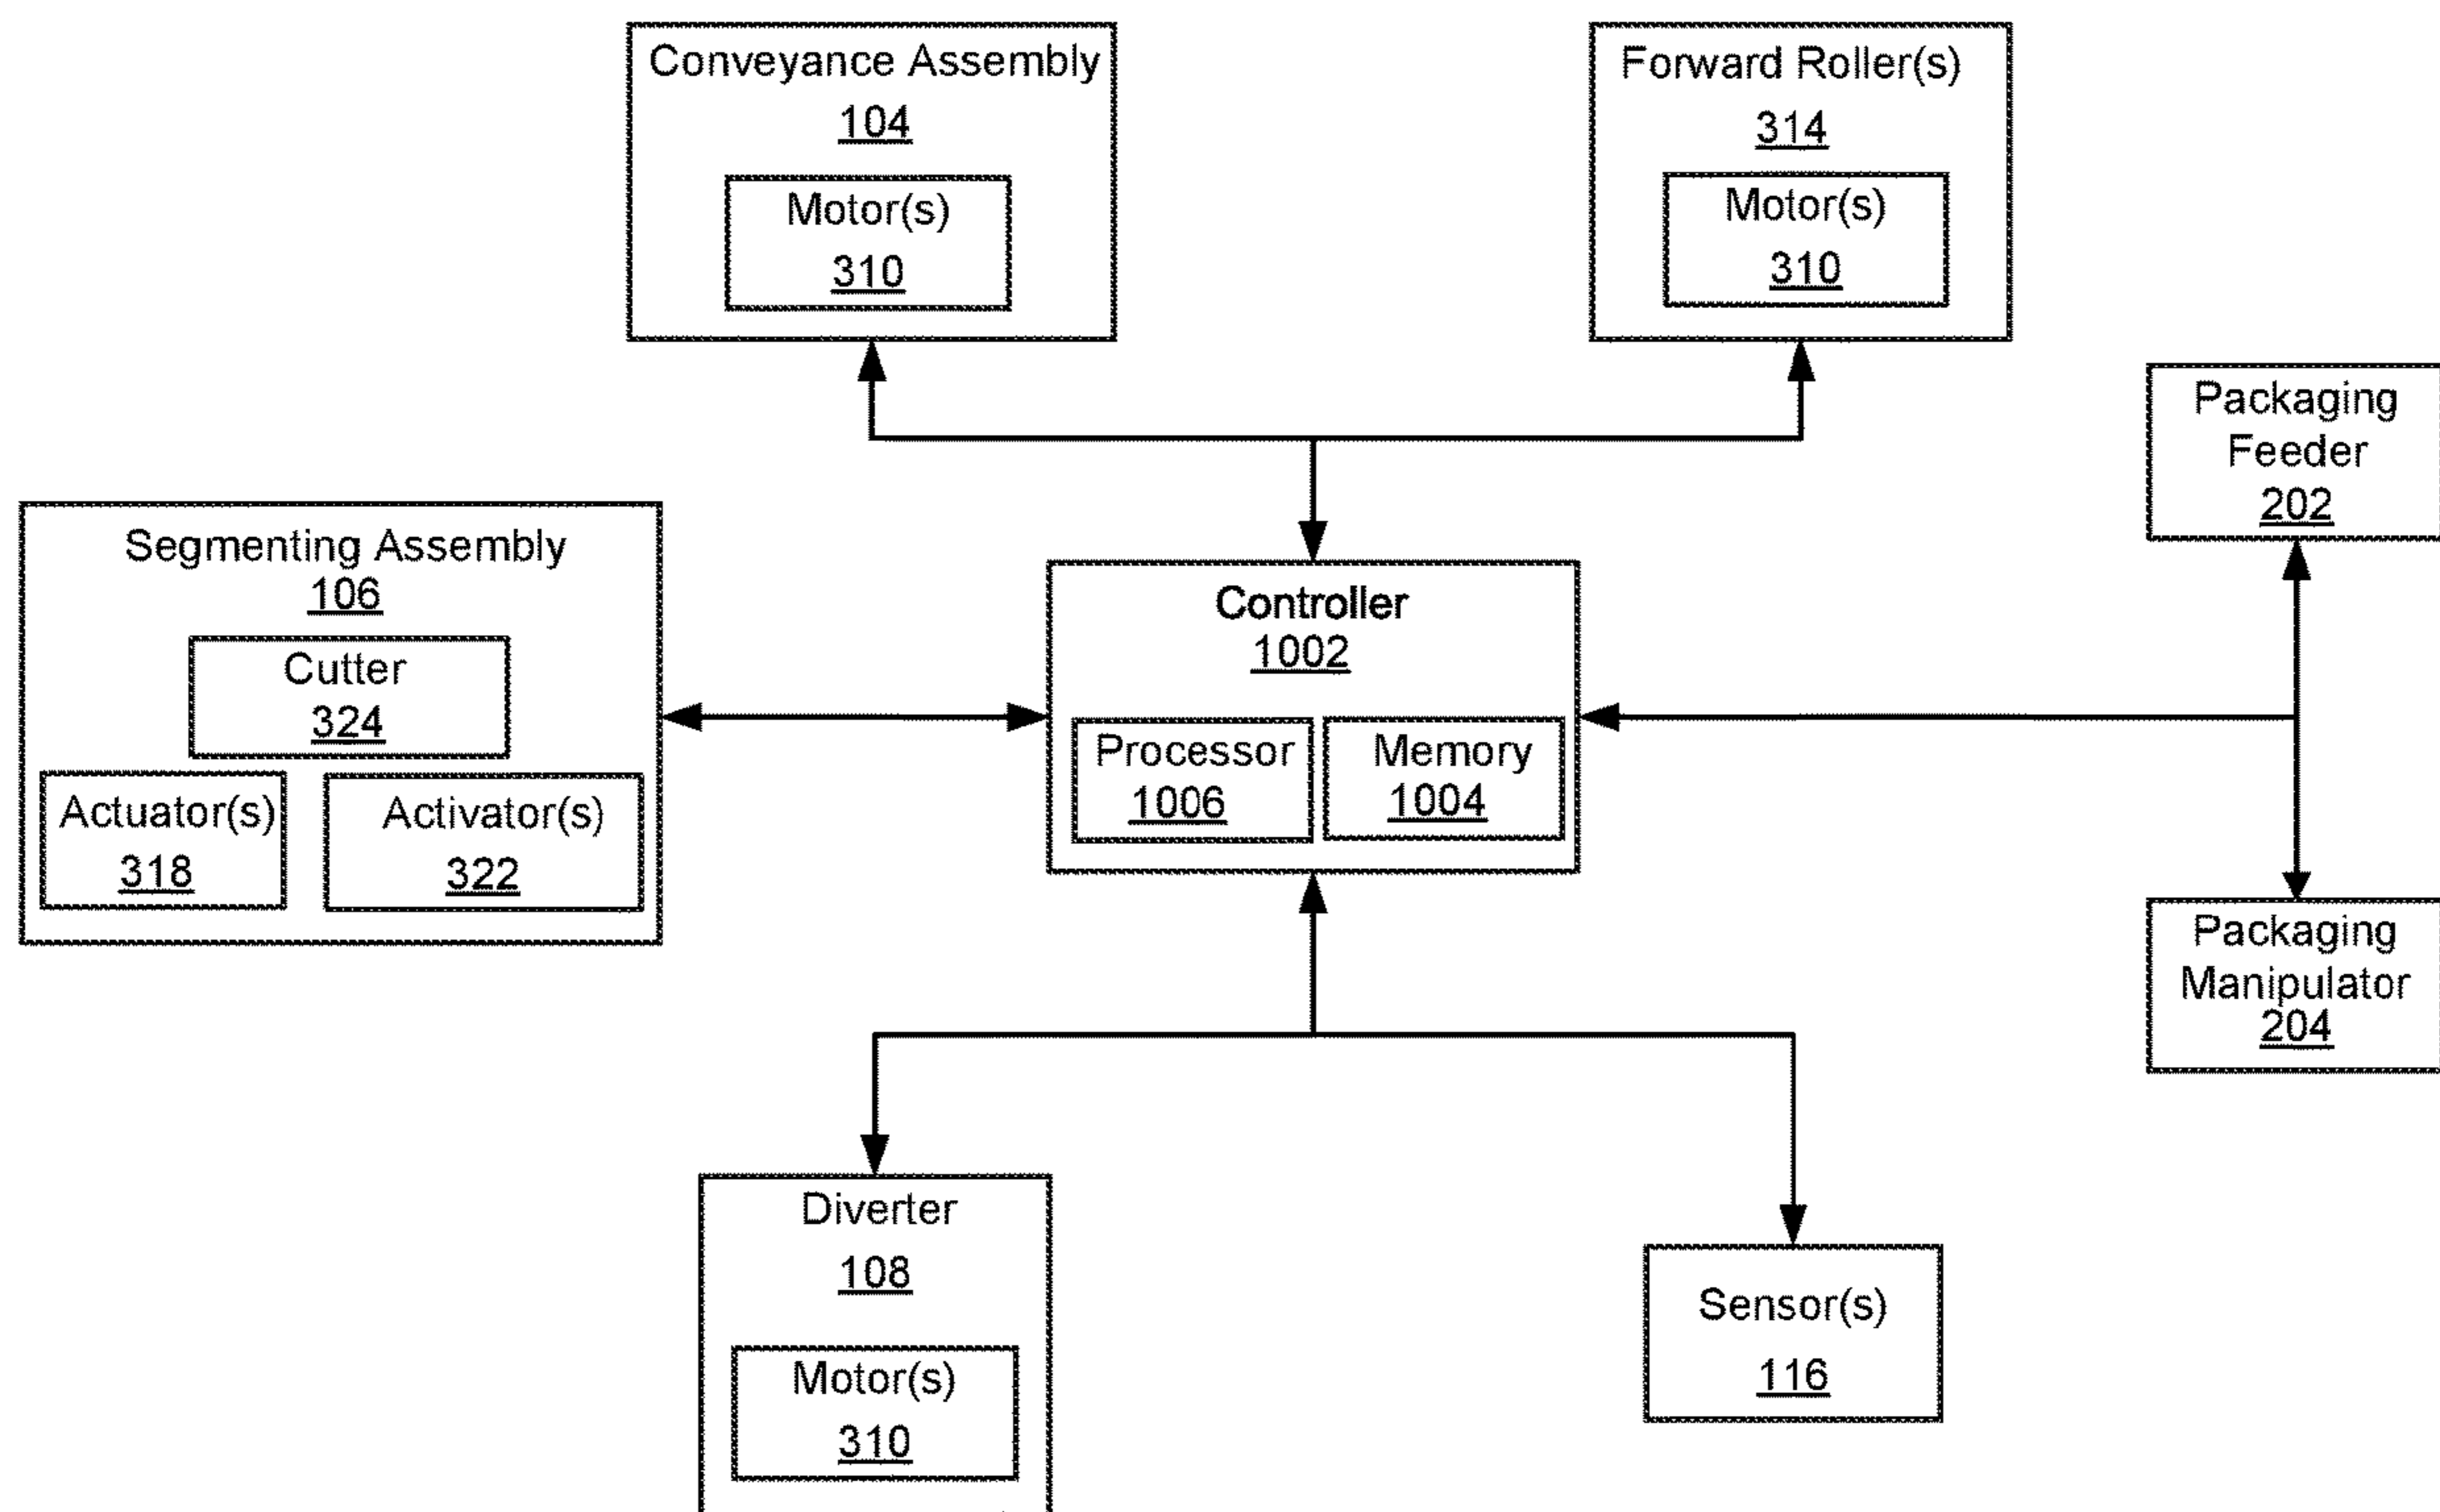 Conveyance Assembly
104
Motor(s)
310
Forward Roller(s)
314
Motor(s)
310
Packaging
Feeder
202
Segmenting Assembly
106
Cutter
324
Actuator(s)
318
Activator(s)
322
Controller
1002
Processor
1006
Memory
1004
Packaging
Manipulator
204
Diverter
108
Motor(s)
310
Sensor(s)
116